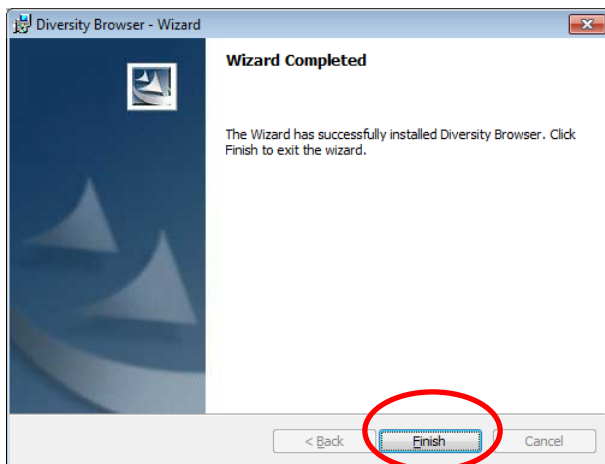 Diversity Browser - Wizard
Wizard Completed
The Wizard has successfully installed Diversity Browser. Click
Finish to exit the wizard.
< Back
Finish
Cancel